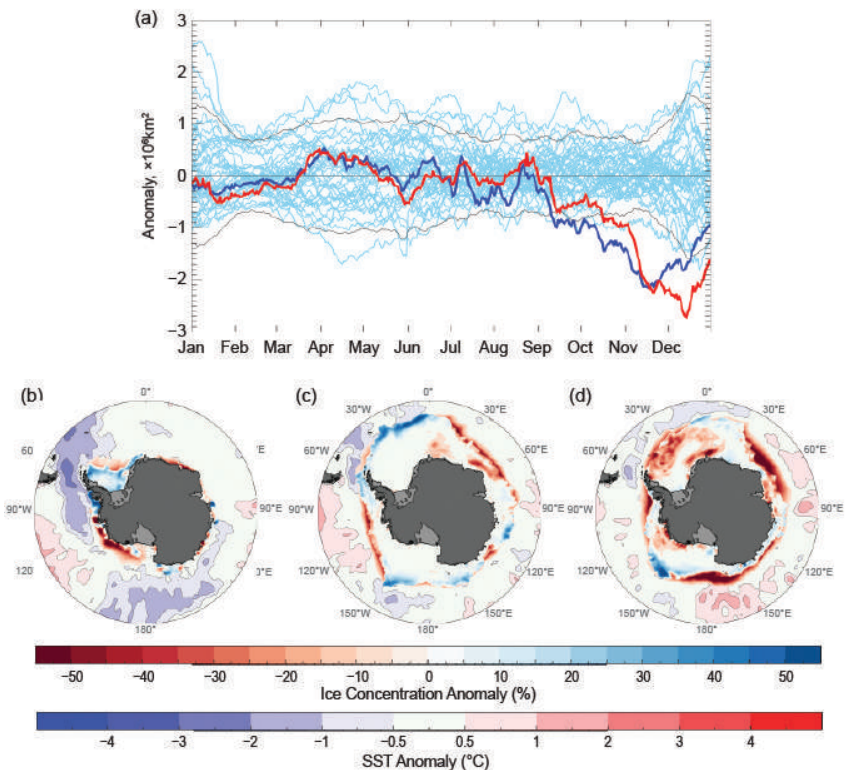 (a)
3
2
1
0
−1
−2
−3
Anomaly, ×10⁶km²
Jan Feb Mar Apr May Jun Jul Aug Sep Oct Nov Dec
(b) 0° (c) 0° (d) 0°
30°W 30°E 30°W 30°E
60 °E 60°W 60°E 60°W 60°E
90°W 90°E 90°W 90°E 90°W 90°E
120 0°E 120°W 120°E 120°W 120°E
150°W 150°E 150°W 150°E
180° 180° 180°
−50 −40 −30 −20 −10 0 10 20 30 40 50
Ice Concentration Anomaly (%)
−4 −3 −2 −1 −0.5 0.5 1 2 3 4
SST Anomaly (°C)